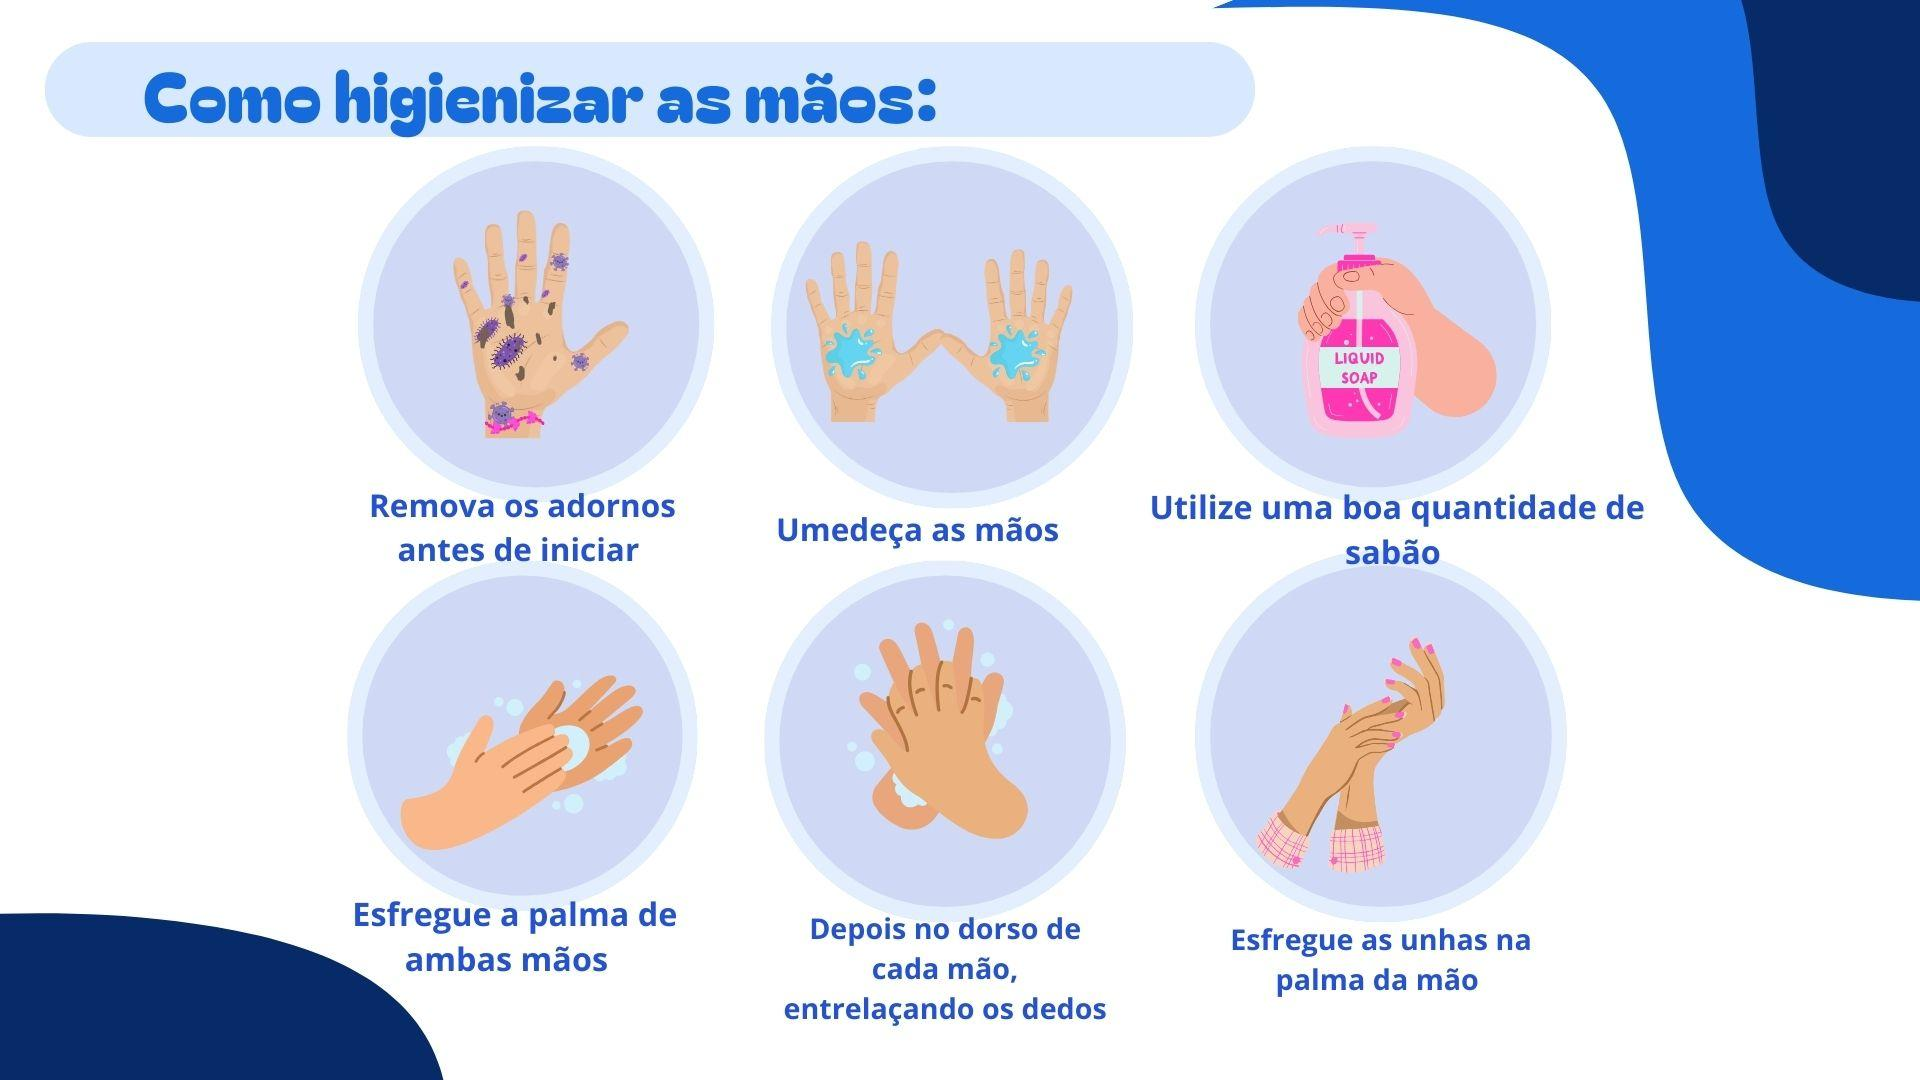 Como higienizar as mãos:
LIQUID
SOAP
Remova os adornos
antes de iniciar
Umedeça as mãos
Utilize uma boa quantidade de
sabão
Esfregue a palma de
ambas mãos
Depois no dorso de
cada mão,
entrelaçando os dedos
Esfregue as unhas na
palma da mão